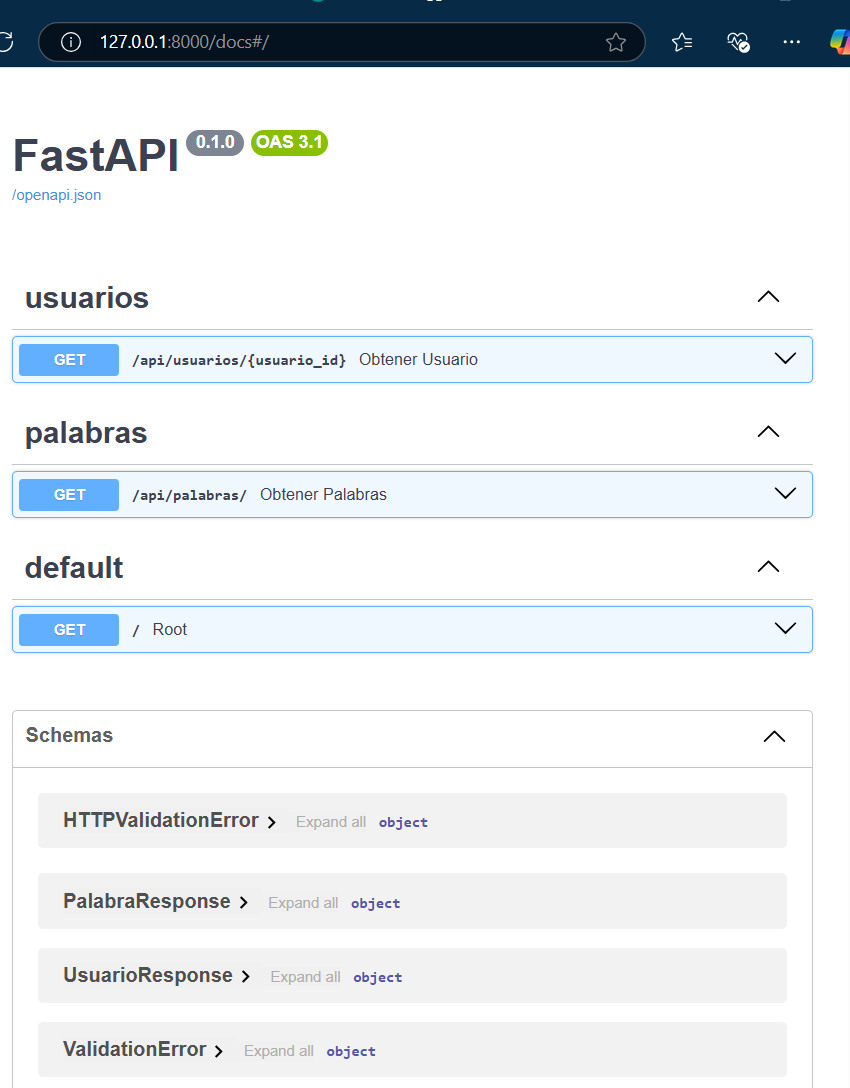 127.0.0.1:8000/docs#/
FastAPI 0.1.0 OAS 3.1
/openapi.json
usuarios
GET /api/usuarios/{usuario_id} Obtener Usuario
palabras
GET /api/palabras/ Obtener Palabras
default
GET / Root
Schemas
HTTPValidationError Expand all object
PalabraResponse Expand all object
UsuarioResponse Expand all object
ValidationError Expand all object